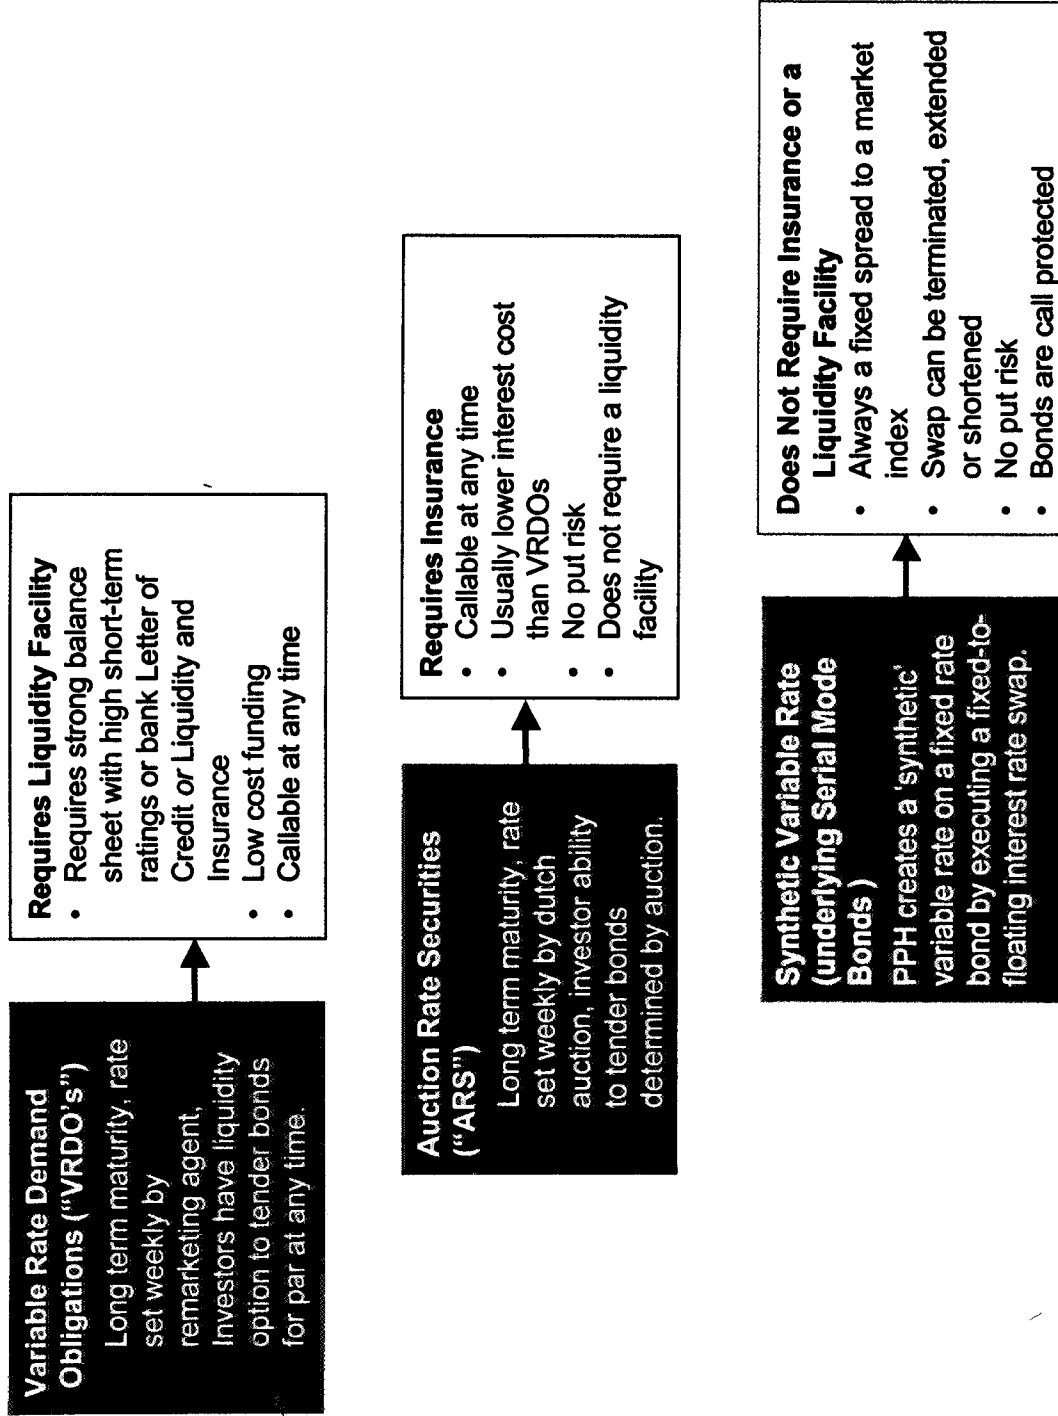 Variable Rate Demand
Obligations (“VRDO's”)
Long term maturity, rate
set weekly by
remarketing agent,
Investors have liquidity
option to tender bonds
for par at any time.
Requires Liquidity Facility
• Requires strong balance
sheet with high short-term
ratings or bank Letter of
Credit or Liquidity and
Insurance
• Low cost funding
• Callable at any time
Auction Rate Securities
(“ARS”)
Long term maturity, rate
set weekly by dutch
auction, investor ability
to tender bonds
determined by auction.
Requires Insurance
• Callable at any time
• Usually lower interest cost
than VRDOs
• No put risk
• Does not require a liquidity
facility
Synthetic Variable Rate
(underlying Serial Mode
Bonds )
PPH creates a ‘synthetic’
variable rate on a fixed rate
bond by executing a fixed-to-
floating interest rate swap.
Does Not Require Insurance or a
Liquidity Facility
• Always a fixed spread to a market
index
• Swap can be terminated, extended
or shortened
• No put risk
• Bonds are call protected